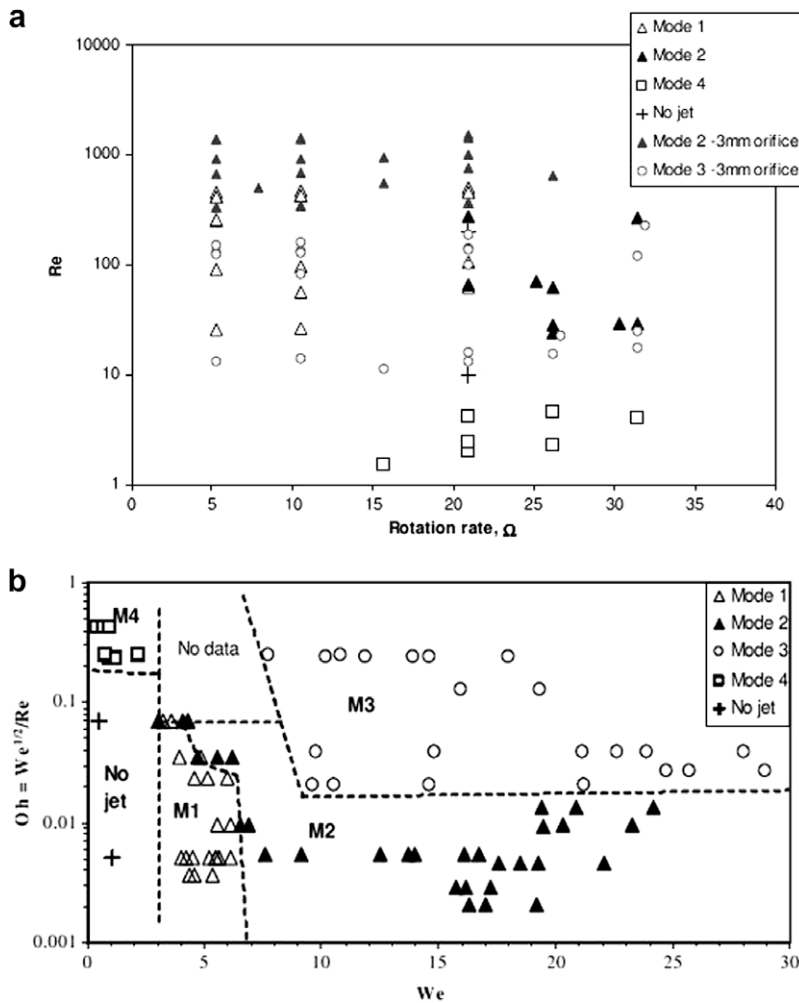 a
10000
1000
100
10
1
Re
0
5
10
15
20
25
30
35
40
Rotation rate, Ω
Mode 1
Mode 2
Mode 4
No jet
Mode 2 -3mm orifice
Mode 3 -3mm orifice
b
1
0.1
0.01
0.001
Oh = We^1/2/Re
M4
No data
M3
No
jet
M1
M2
Mode 1
Mode 2
Mode 3
Mode 4
No jet
0
5
10
15
20
25
30
We